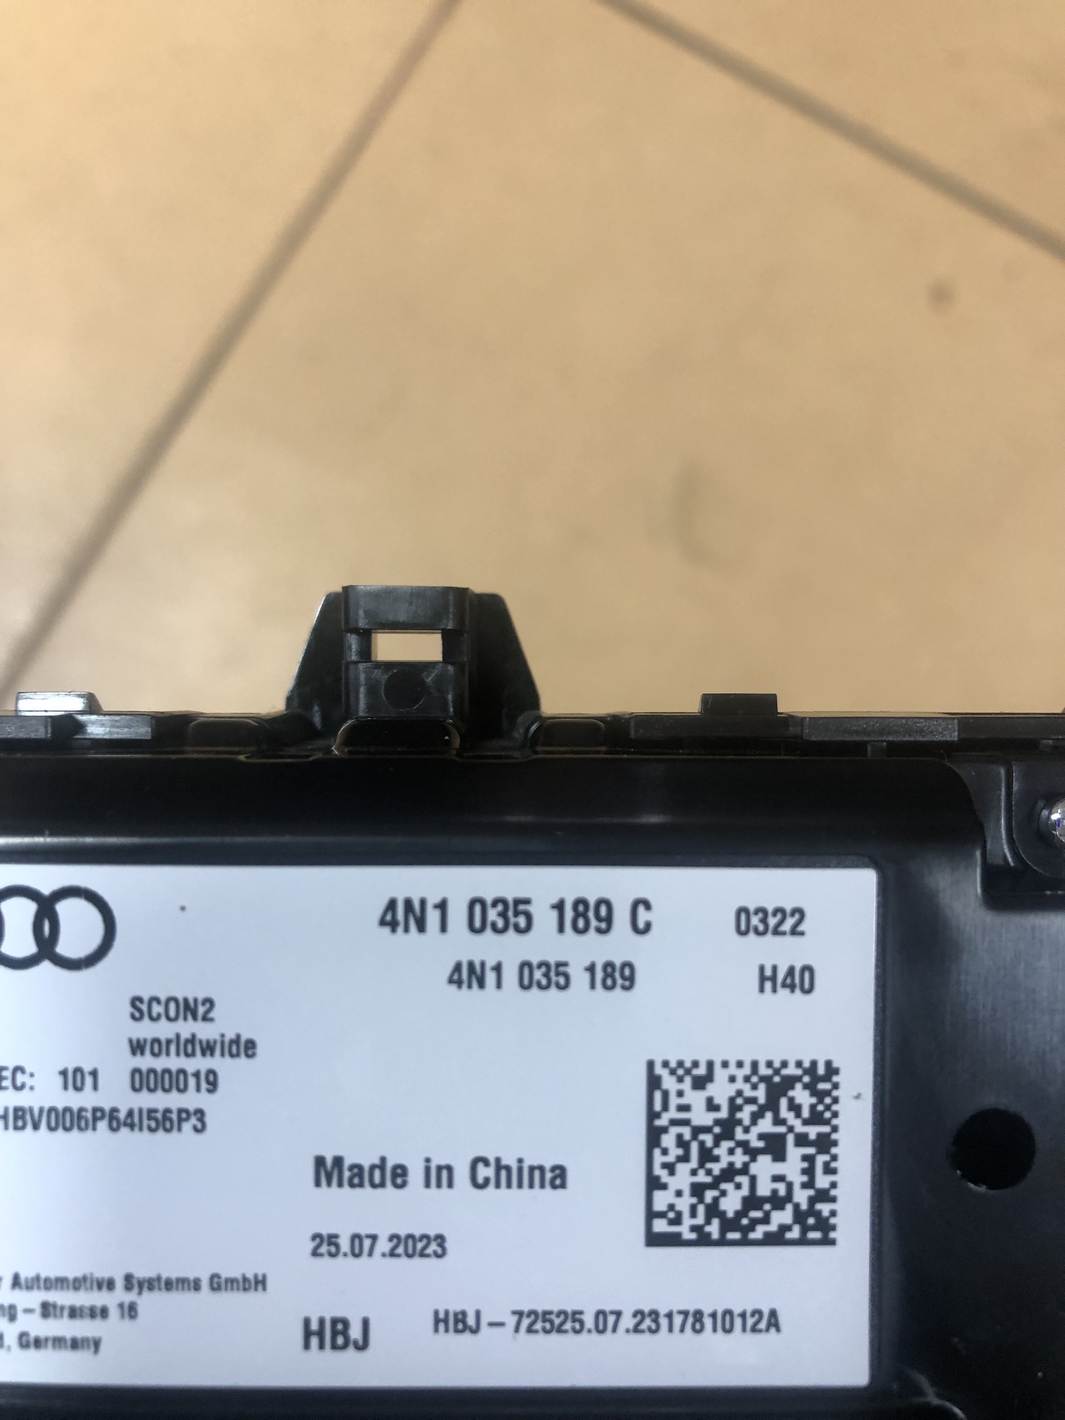 4N1 035 189 C 0322
4N1 035 189 H40
SCON2
worldwide
EC: 101 000019
HBV006P64I56P3
Made in China
25.07.2023
Automotive Systems GmbH
Strasse 16
Germany
HBJ HBJ-72525.07.231781012A